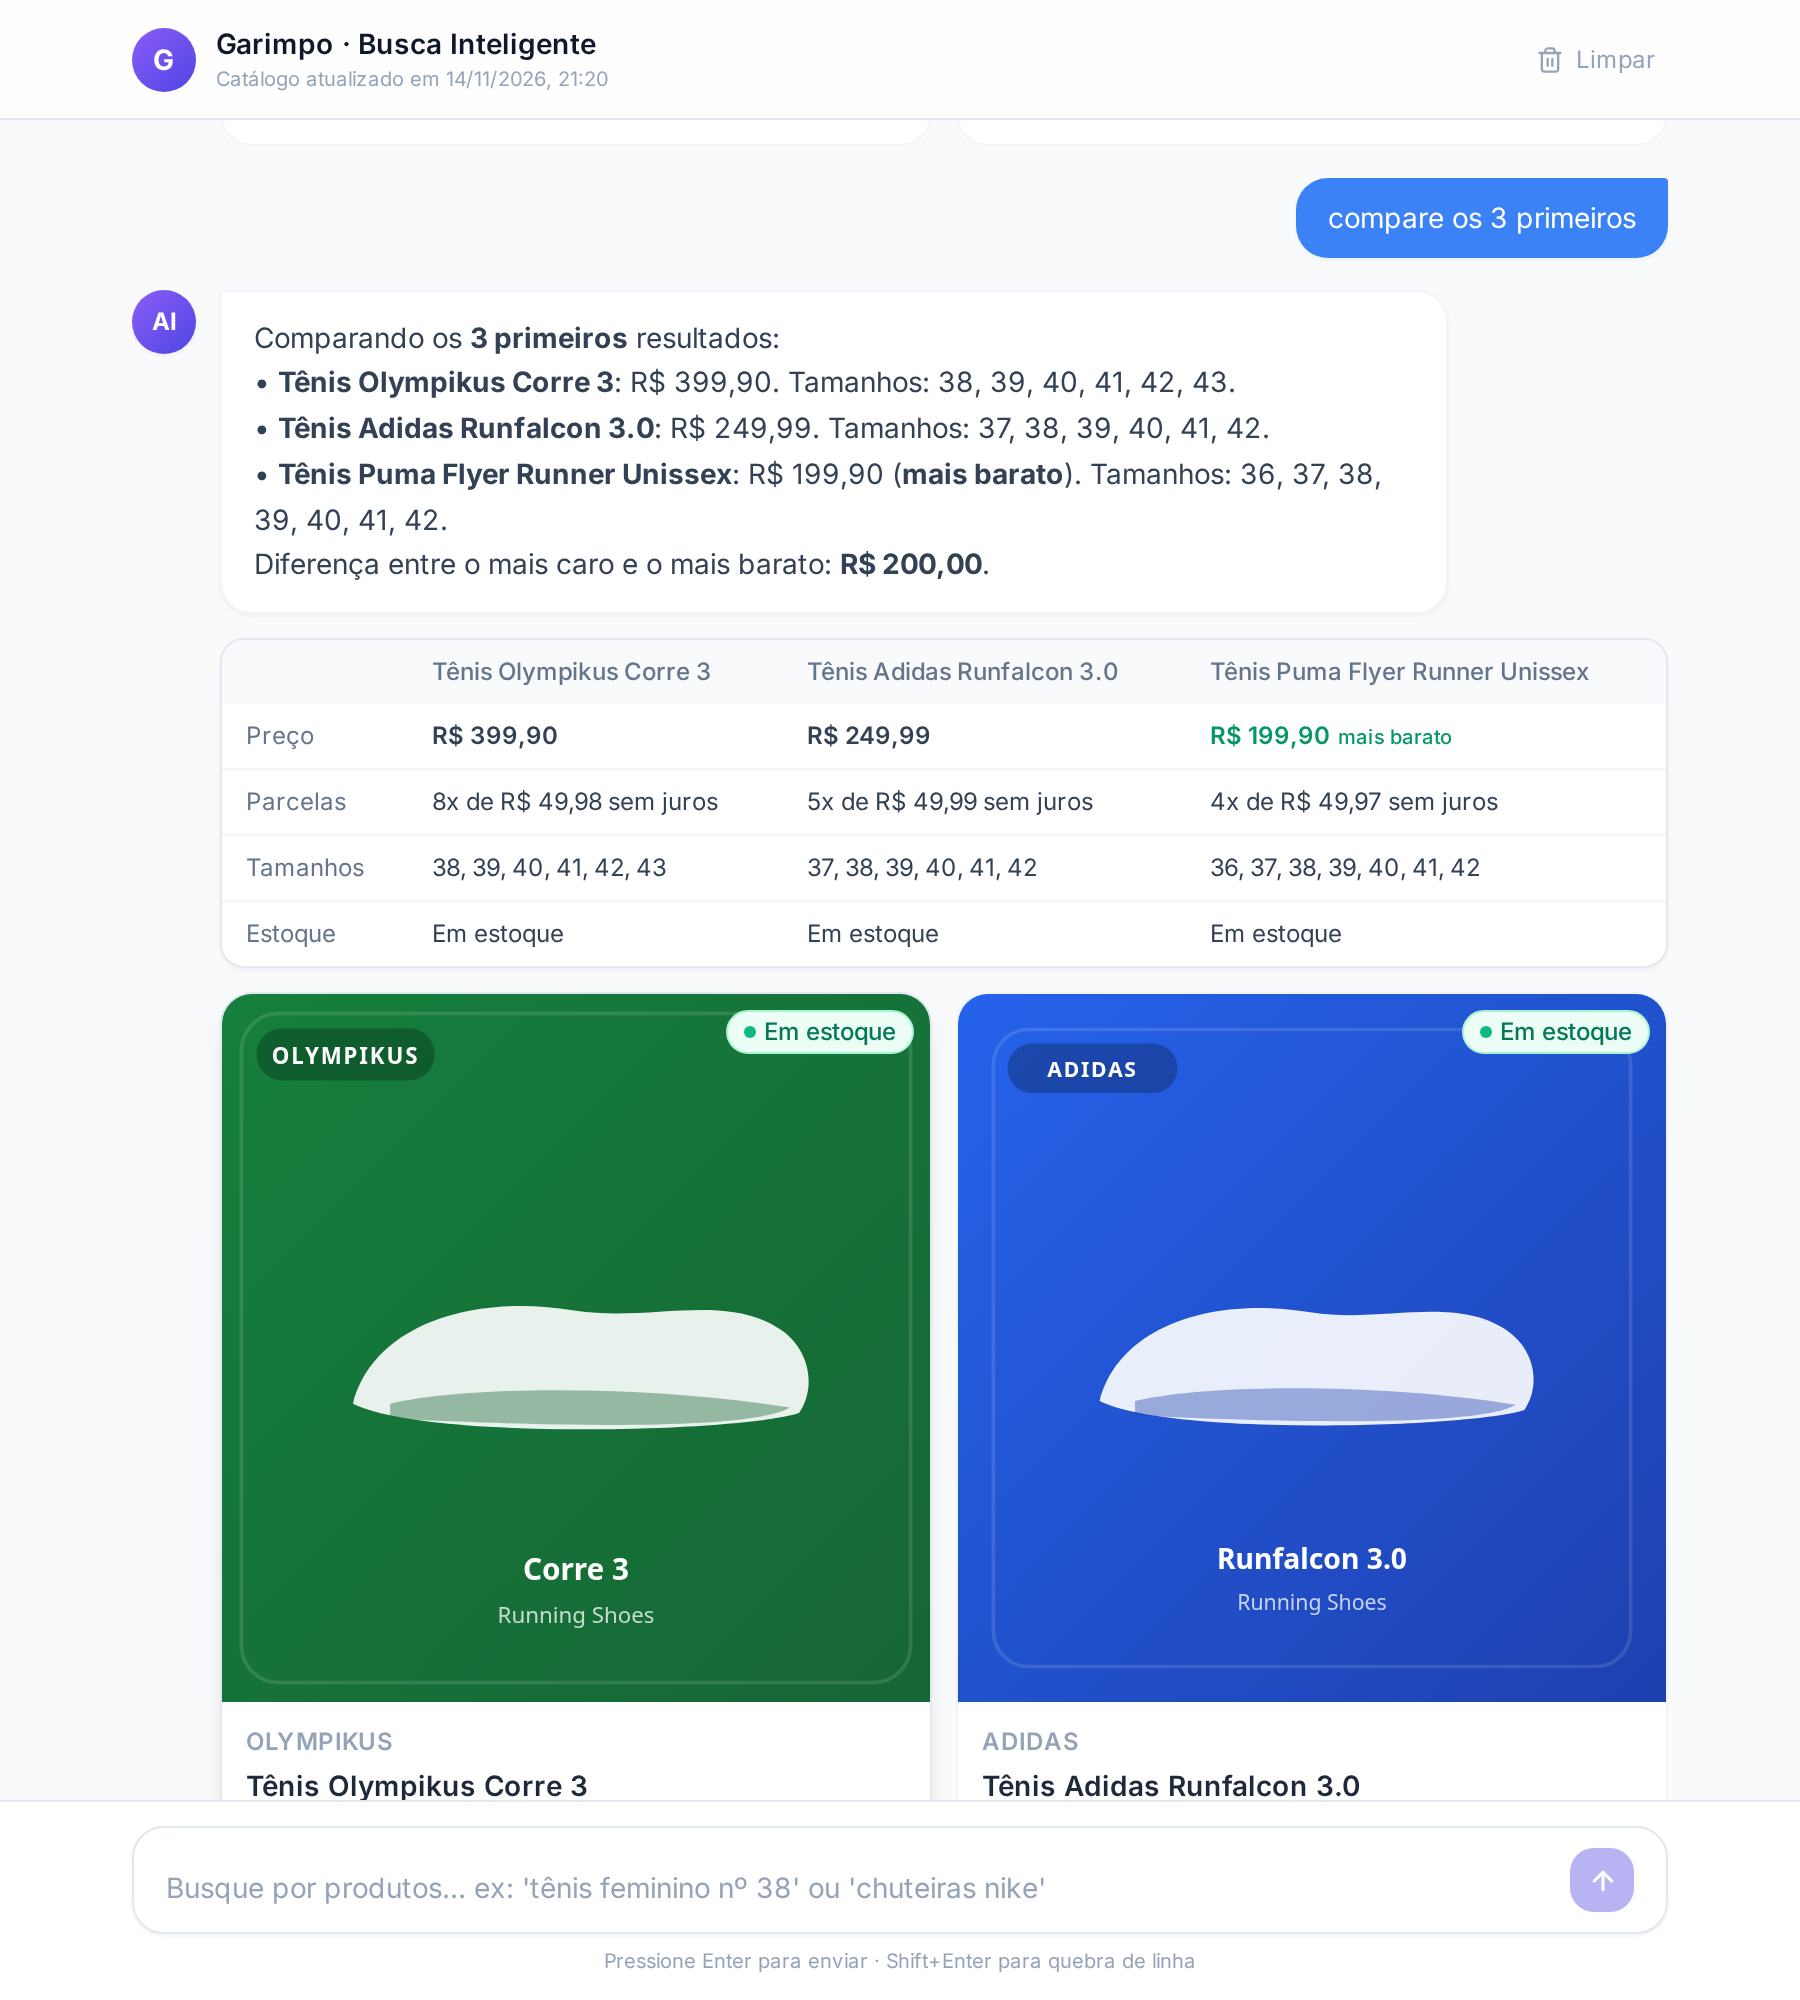 G
Garimpo · Busca Inteligente
Catálogo atualizado em 14/11/2026, 21:20
Limpar
compare os 3 primeiros
AI
Comparando os 3 primeiros resultados:
• Tênis Olympikus Corre 3: R$ 399,90. Tamanhos: 38, 39, 40, 41, 42, 43.
• Tênis Adidas Runfalcon 3.0: R$ 249,99. Tamanhos: 37, 38, 39, 40, 41, 42.
• Tênis Puma Flyer Runner Unissex: R$ 199,90 (mais barato). Tamanhos: 36, 37, 38,
39, 40, 41, 42.
Diferença entre o mais caro e o mais barato: R$ 200,00.
Tênis Olympikus Corre 3 Tênis Adidas Runfalcon 3.0 Tênis Puma Flyer Runner Unissex
Preço R$ 399,90 R$ 249,99 R$ 199,90 mais barato
Parcelas 8x de R$ 49,98 sem juros 5x de R$ 49,99 sem juros 4x de R$ 49,97 sem juros
Tamanhos 38, 39, 40, 41, 42, 43 37, 38, 39, 40, 41, 42 36, 37, 38, 39, 40, 41, 42
Estoque Em estoque Em estoque Em estoque
OLYMPIKUS
Em estoque
Corre 3
Running Shoes
OLYMPIKUS
Tênis Olympikus Corre 3
ADIDAS
Em estoque
Runfalcon 3.0
Running Shoes
ADIDAS
Tênis Adidas Runfalcon 3.0
Busque por produtos... ex: 'tênis feminino nº 38' ou 'chuteiras nike'
Pressione Enter para enviar · Shift+Enter para quebra de linha